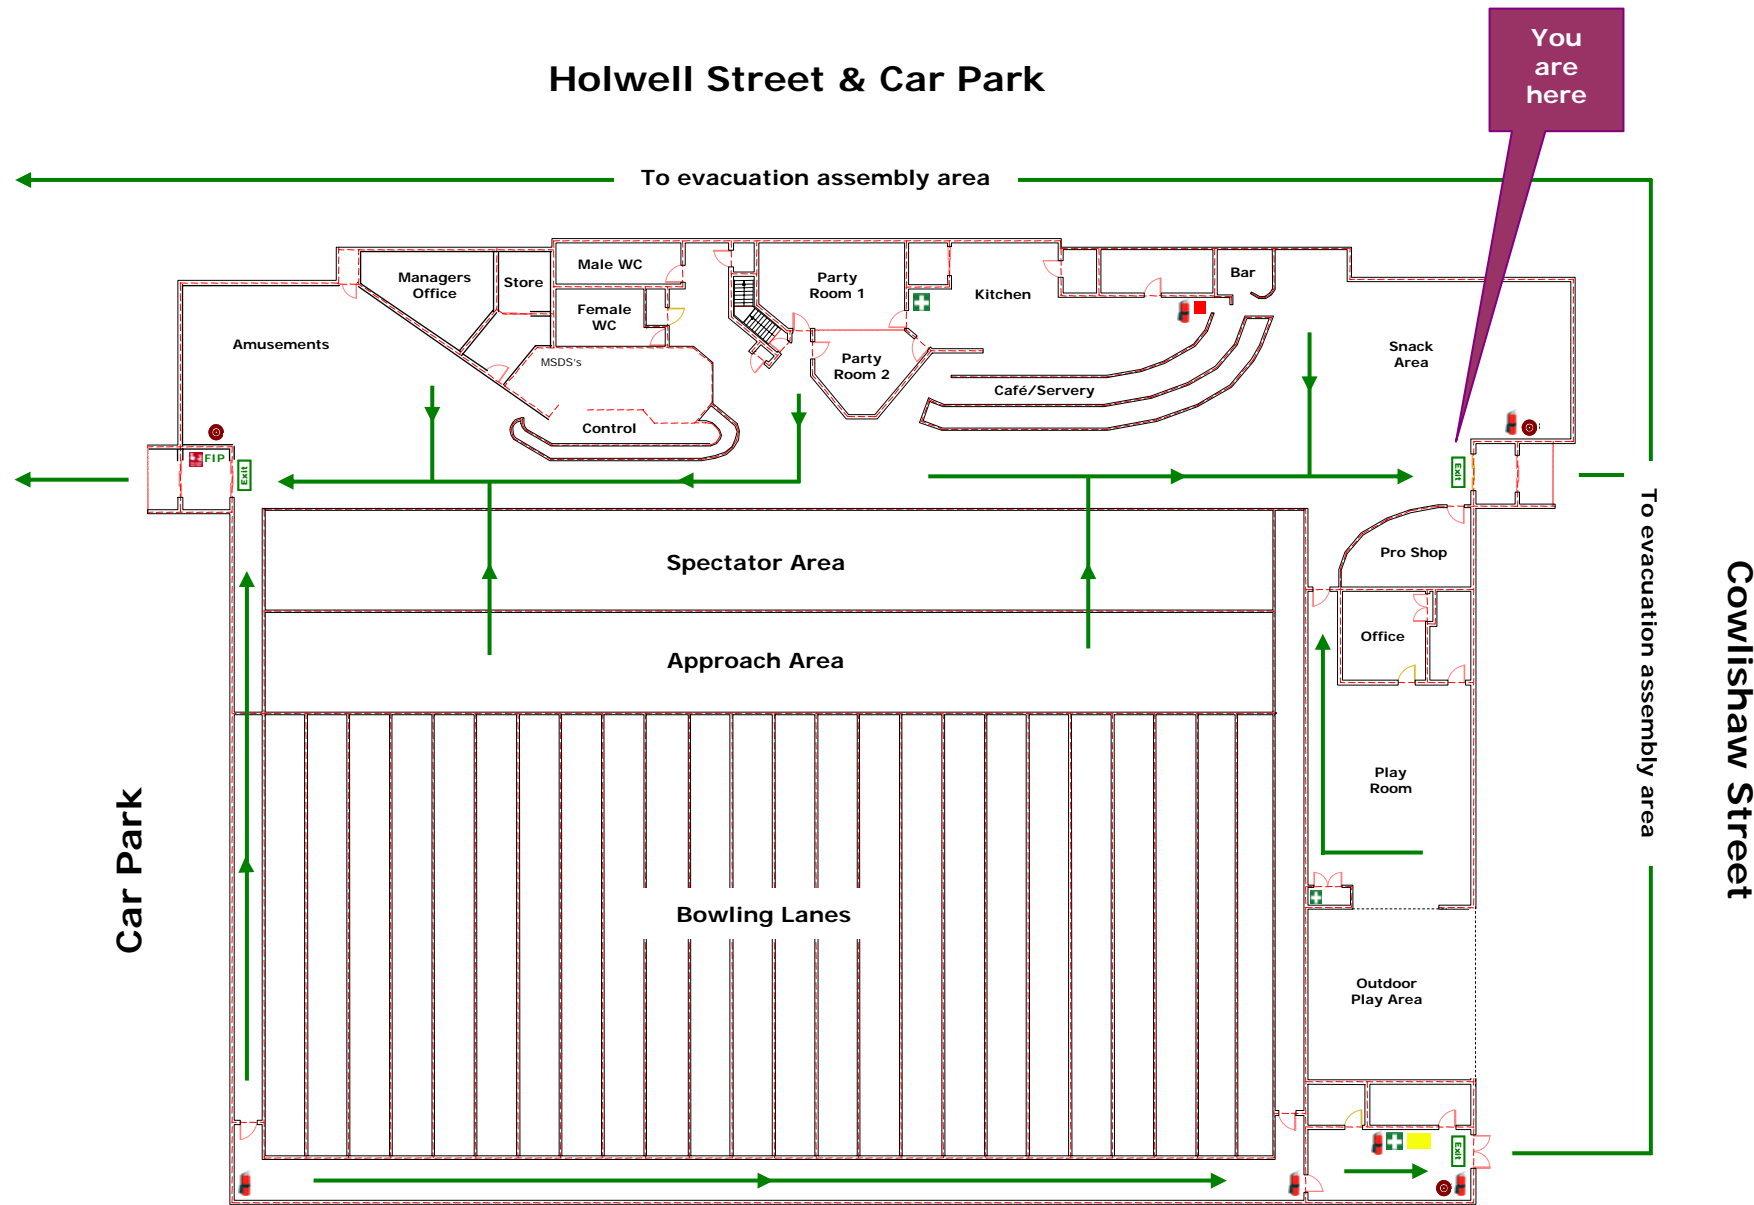 You
are
here
Holwell Street & Car Park
To evacuation assembly area
Male WC
Managers
Office
Store
Party
Room 1
Bar
Kitchen
Female
WC
Amusements
MSDS's
Party
Room 2
Snack
Area
Café/Servery
Control
FIP
Exit
Exit
Pro Shop
Spectator Area
To evacuation assembly area
Cowlishaw Street
Office
Approach Area
Play
Room
Car Park
Bowling Lanes
Outdoor
Play Area
Exit